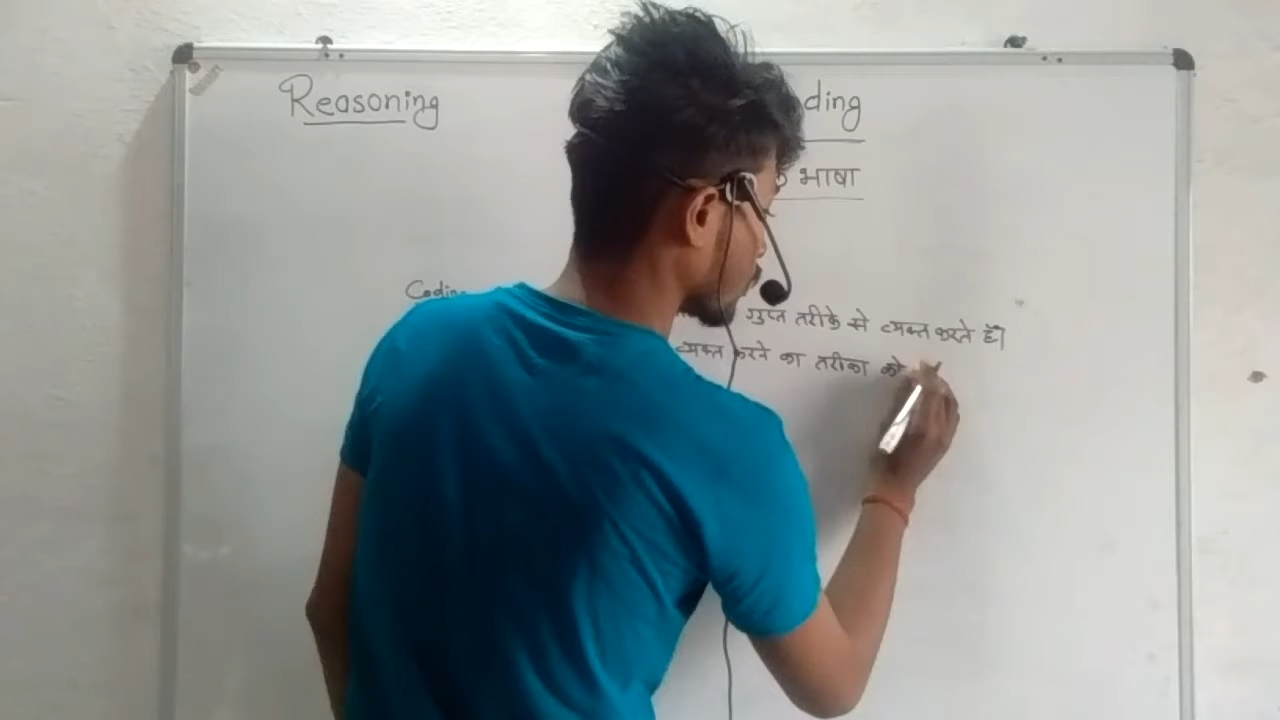 Reasoning
ding
भाषा
Coding
गुप्त तरीके से व्यक्त करते हैं।
व्यक्त करने का तरीका को